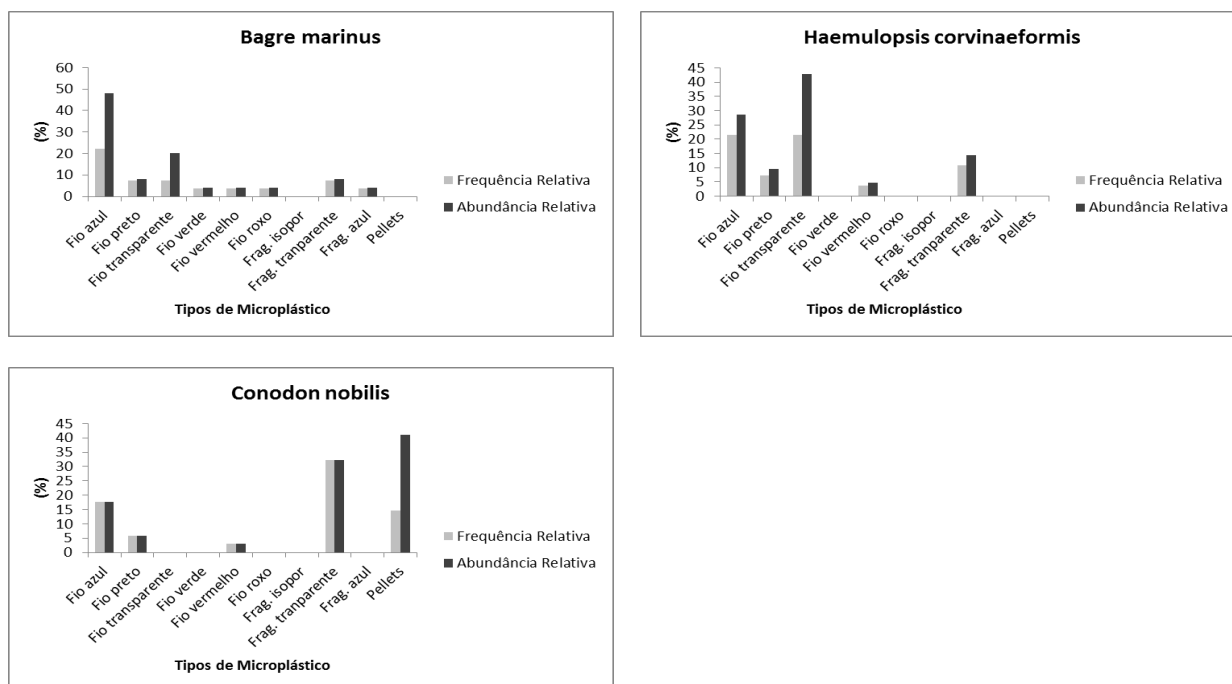 Bagre marinus
60
50
40
30
20
10
0
(%)
Fio azul
Fio preto
Fio transparente
Fio verde
Fio vermelho
Fio roxo
Frag. isopor
Frag. tranparente
Frag. azul
Pellets
Tipos de Microplástico
Frequência Relativa
Abundância Relativa
Haemulopsis corvinaeformis
45
40
35
30
25
20
15
10
5
0
(%)
Fio azul
Fio preto
Fio transparente
Fio verde
Fio vermelho
Fio roxo
Frag. isopor
Frag. tranparente
Frag. azul
Pellets
Tipos de Microplástico
Frequência Relativa
Abundância Relativa
Conodon nobilis
45
40
35
30
25
20
15
10
5
0
(%)
Fio azul
Fio preto
Fio transparente
Fio verde
Fio vermelho
Fio roxo
Frag. isopor
Frag. tranparente
Frag. azul
Pellets
Tipos de Microplástico
Frequência Relativa
Abundância Relativa